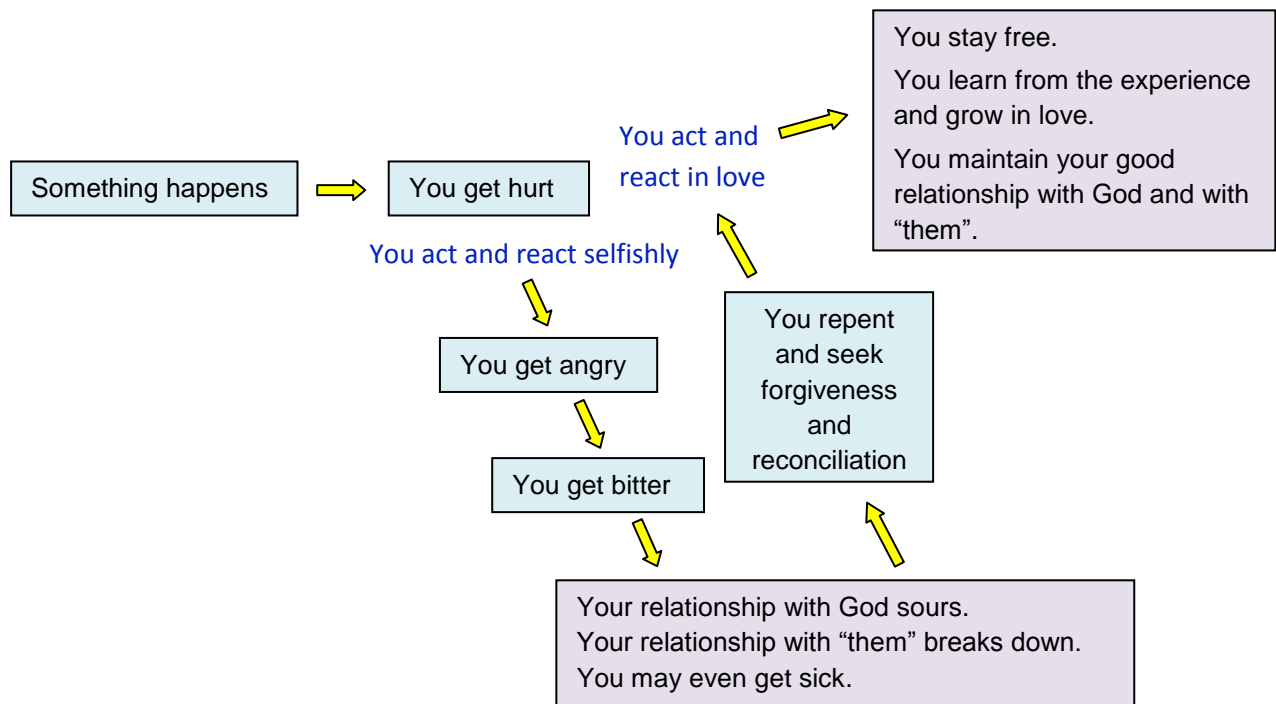 Something happens
You get hurt
You act and
react in love
You stay free.
You learn from the experience
and grow in love.
You maintain your good
relationship with God and with
“them”.
You act and react selfishly
You get angry
You get bitter
Your relationship with God sours.
Your relationship with “them” breaks down.
You may even get sick.
You repent
and seek
forgiveness
and
reconciliation